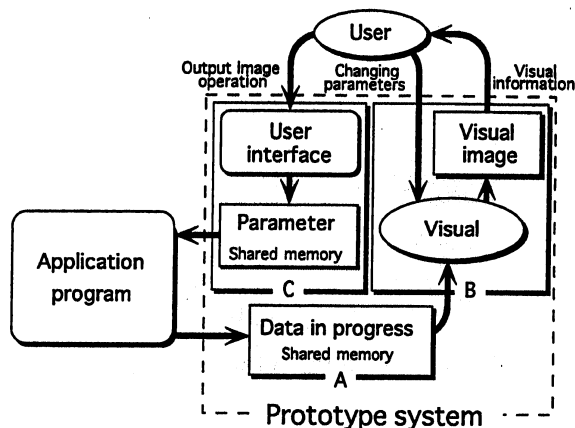 User
Output Image
operation
Changing
parameters
Visual
information
User
interface
Visual
image
Parameter
Shared memory
Visual
Application
program
C
B
Data in progress
Shared memory
A
Prototype system